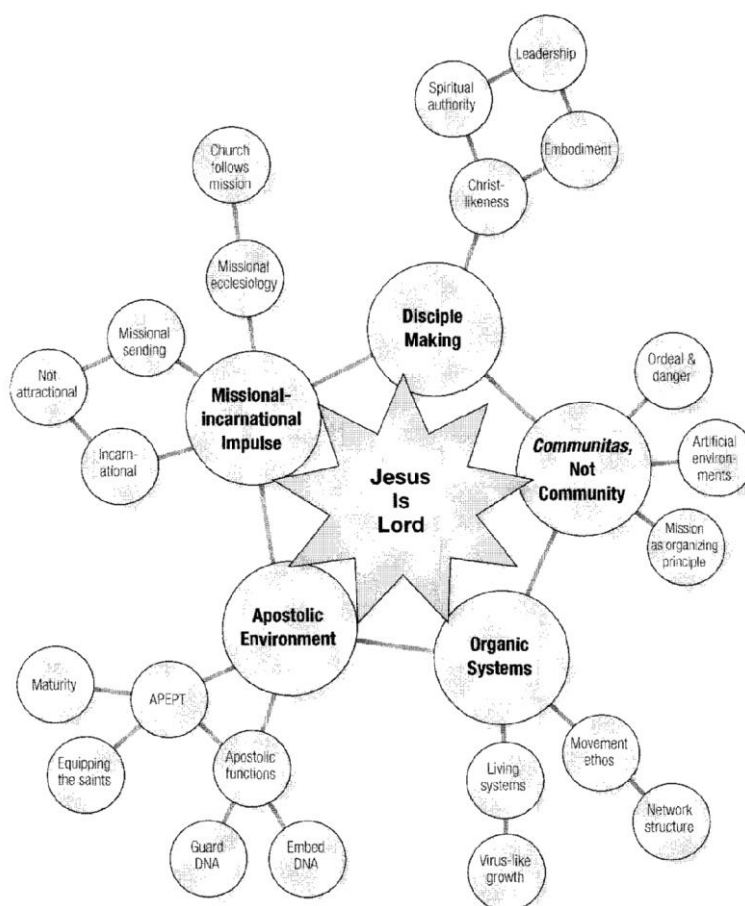 Leadership
Spiritual
authority
Embodiment
Christ-
likeness
Church
follows
mission
Missional
ecclesiology
Missional
sending
Not
attractional
Incarn-
ational
Missional-
incarnational
Impulse
Disciple
Making
Ordeal &
danger
Communitas,
Not
Community
Artificial
environ-
ments
Mission
as organizing
principle
Jesus
Is
Lord
Apostolic
Environment
Organic
Systems
Maturity
APEPT
Equipping
the saints
Apostolic
functions
Guard
DNA
Embed
DNA
Living
systems
Virus-like
growth
Movement
ethos
Network
structure